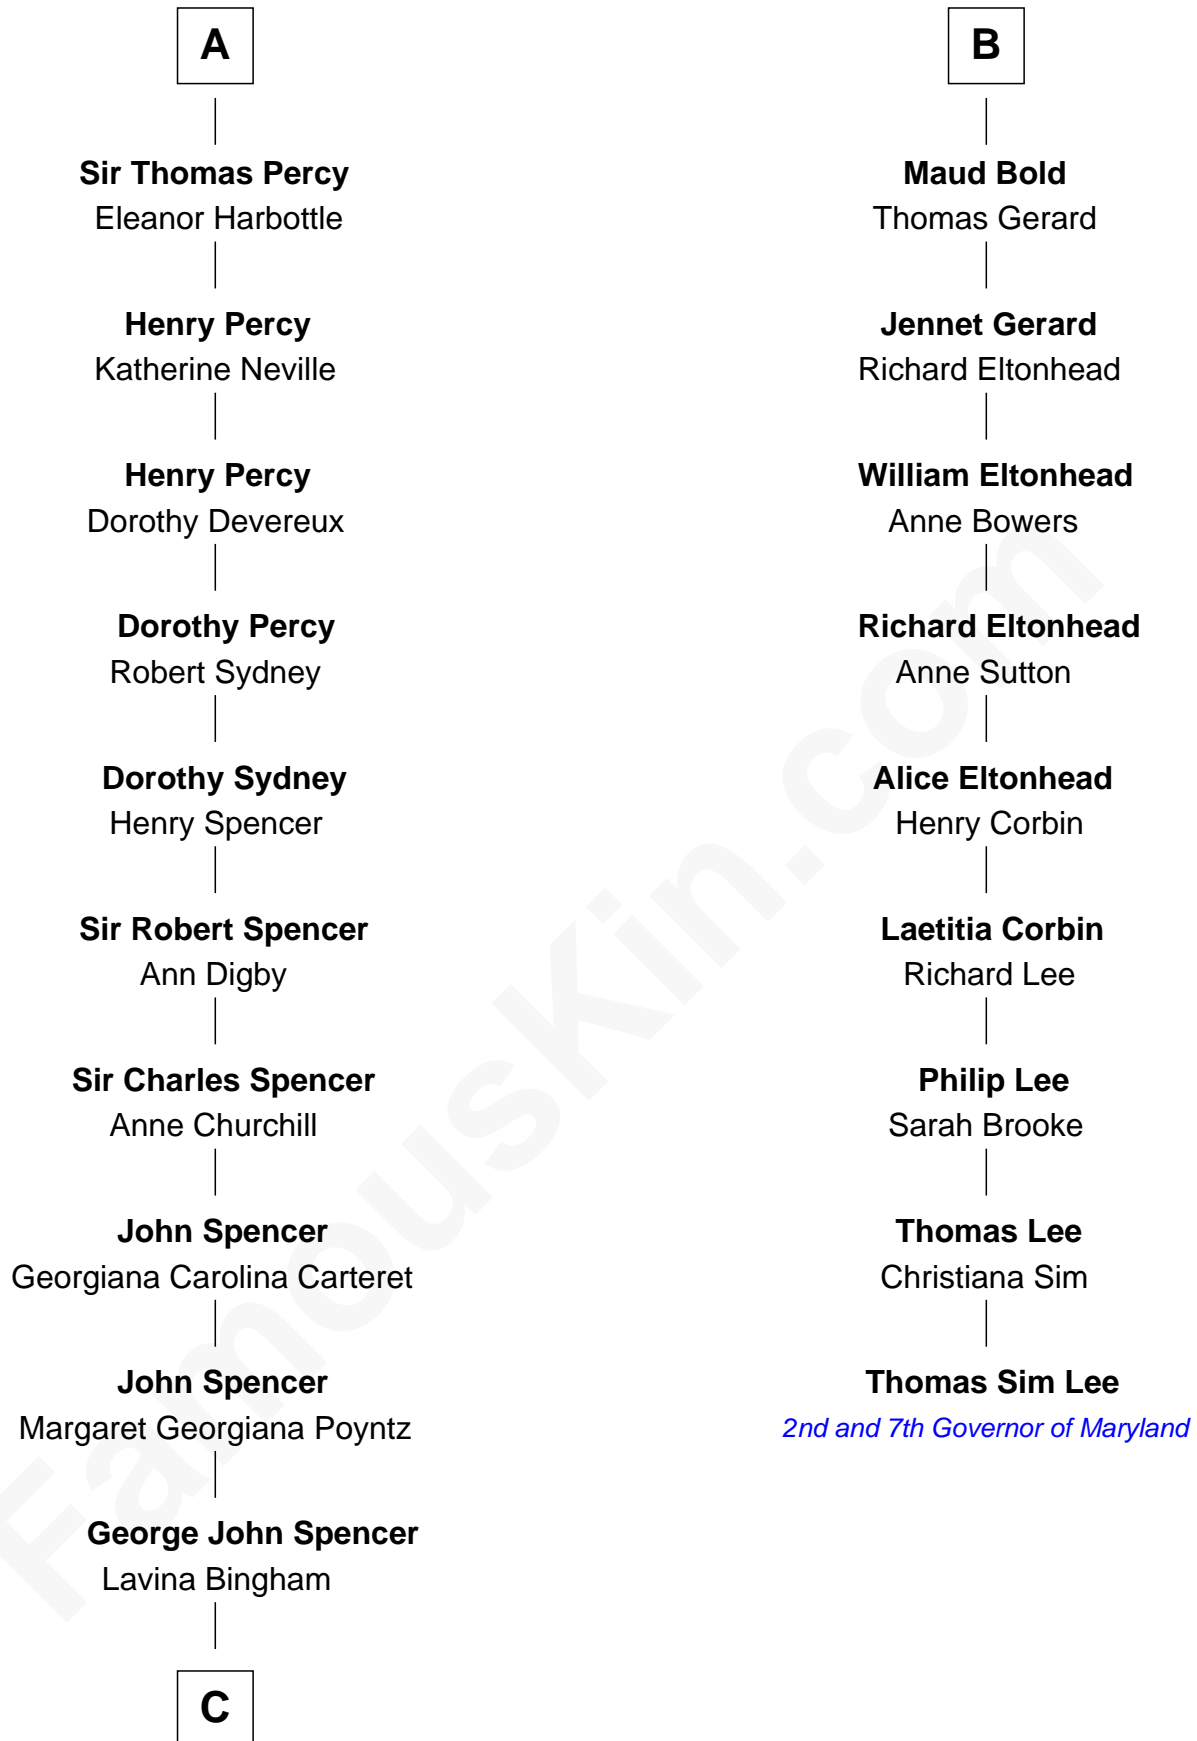 A
Sir Thomas Percy
Eleanor Harbottle
Henry Percy
Katherine Neville
Henry Percy
Dorothy Devereux
Dorothy Percy
Robert Sydney
Dorothy Sydney
Henry Spencer
Sir Robert Spencer
Ann Digby
Sir Charles Spencer
Anne Churchill
John Spencer
Georgiana Carolina Carteret
John Spencer
Margaret Georgiana Poyntz
George John Spencer
Lavina Bingham
C
B
Maud Bold
Thomas Gerard
Jennet Gerard
Richard Eltonhead
William Eltonhead
Anne Bowers
Richard Eltonhead
Anne Sutton
Alice Eltonhead
Henry Corbin
Laetitia Corbin
Richard Lee
Philip Lee
Sarah Brooke
Thomas Lee
Christiana Sim
Thomas Sim Lee
2nd and 7th Governor of Maryland
FamousKin.com